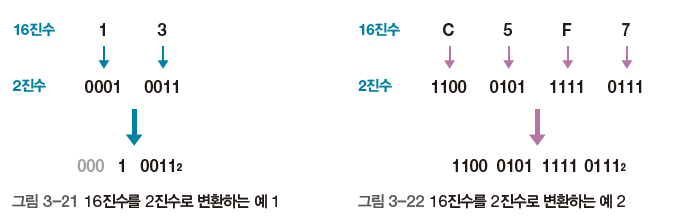 16진수 1 3
2진수 0001 0011
000 1 0011₂
그림 3-21 16진수를 2진수로 변환하는 예 1
16진수 C 5 F 7
2진수 1100 0101 1111 0111
1100 0101 1111 0111₂
그림 3-22 16진수를 2진수로 변환하는 예 2